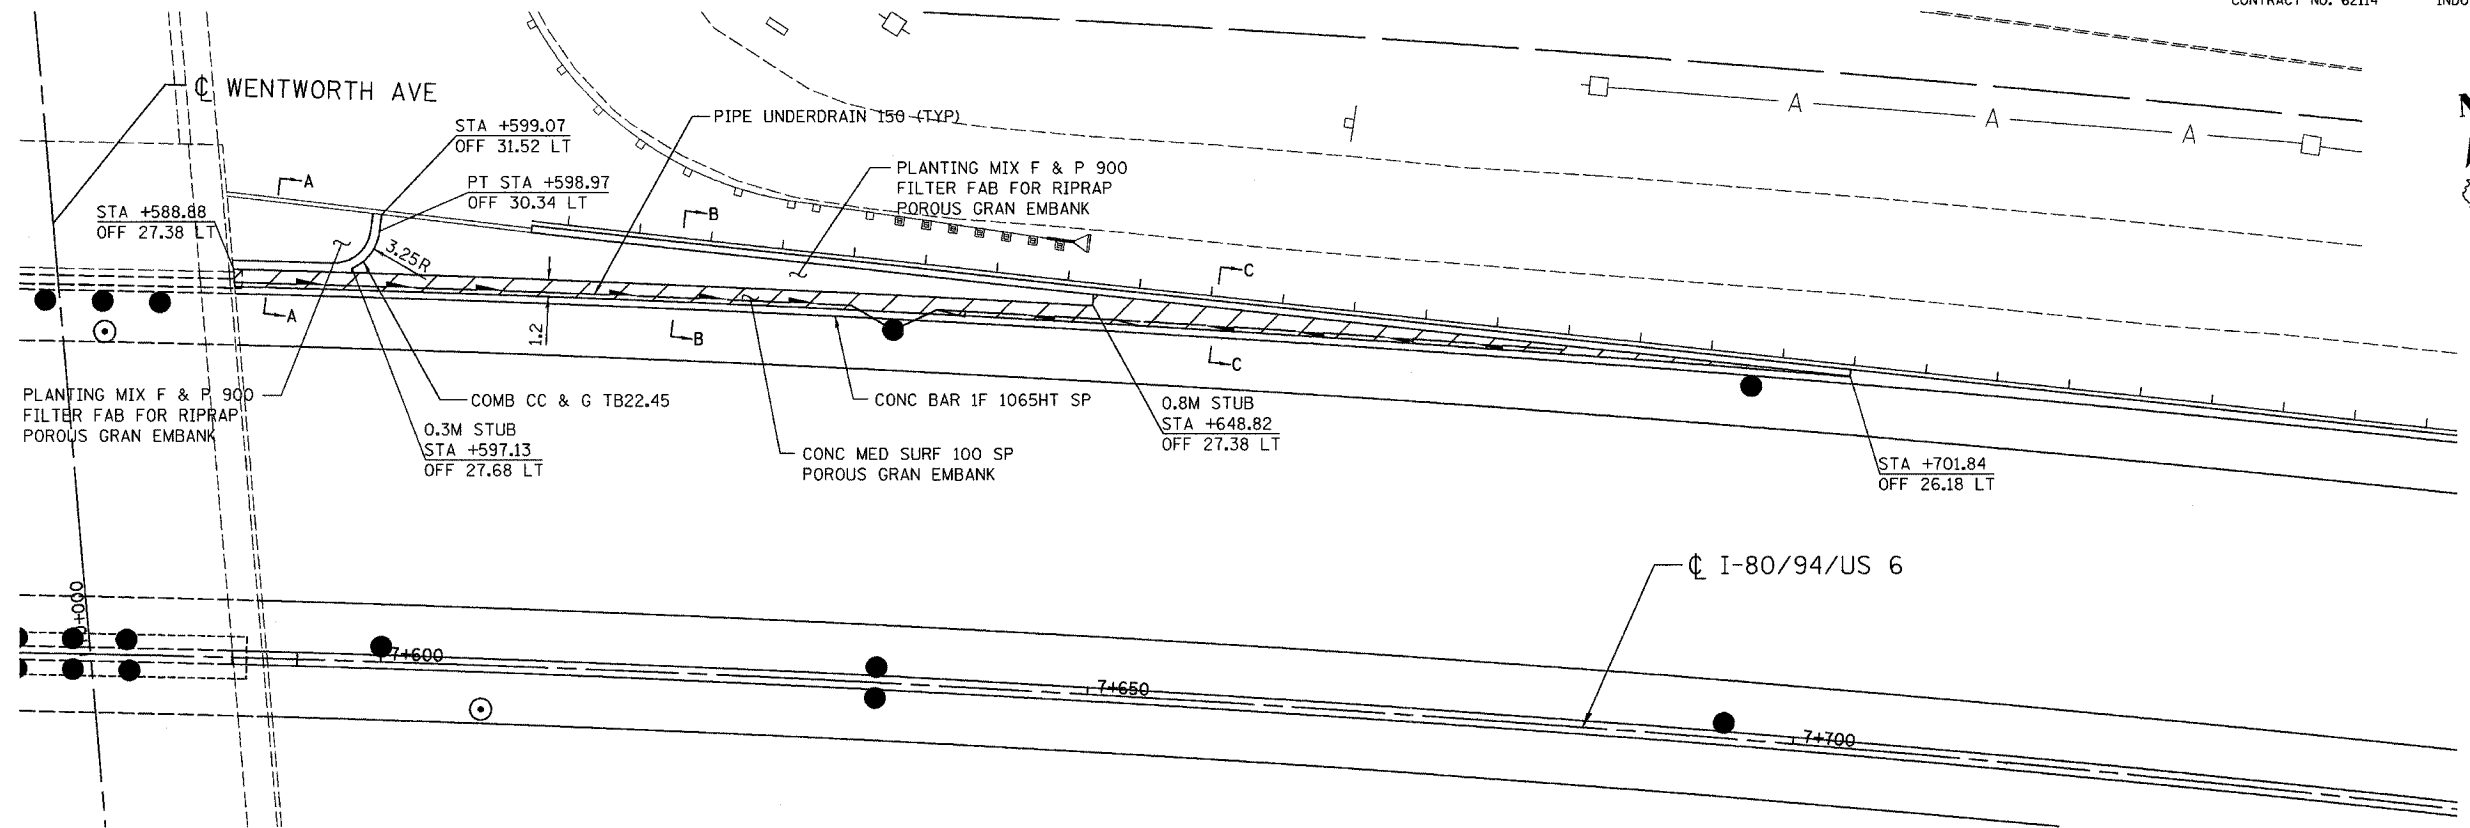 CONTRACT NO. 62114
INDO
℄ WENTWORTH AVE
STA +599.07
OFF 31.52 LT
PIPE UNDERDRAIN 150 (TYP)
A
A
A
N
A
PT STA +598.97
OFF 30.34 LT
PLANTING MIX F & P 900
FILTER FAB FOR RIPRAP
POROUS GRAN EMBANK
STA +588.88
OFF 27.38 LT
B
3.25R
C
A
1.2
B
C
PLANTING MIX F & P 900
FILTER FAB FOR RIPRAP
POROUS GRAN EMBANK
COMB CC & G TB22.45
0.3M STUB
STA +597.13
OFF 27.68 LT
CONC BAR 1F 1065HT SP
CONC MED SURF 100 SP
POROUS GRAN EMBANK
0.8M STUB
STA +648.82
OFF 27.38 LT
STA +701.84
OFF 26.18 LT
℄ I-80/94/US 6
+000
7+600
7+650
7+700